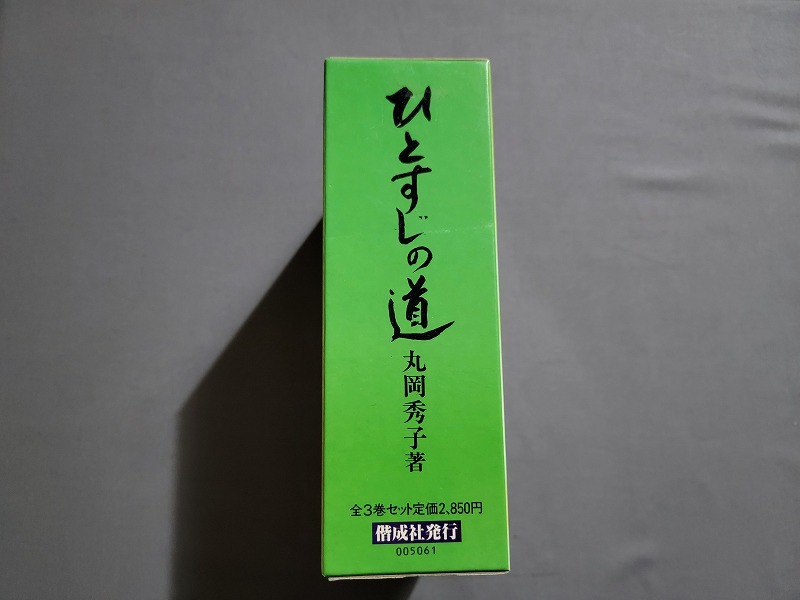 ひとすじの道
丸岡秀子著
全3巻セット定価2,850円
偕成社発行
005061